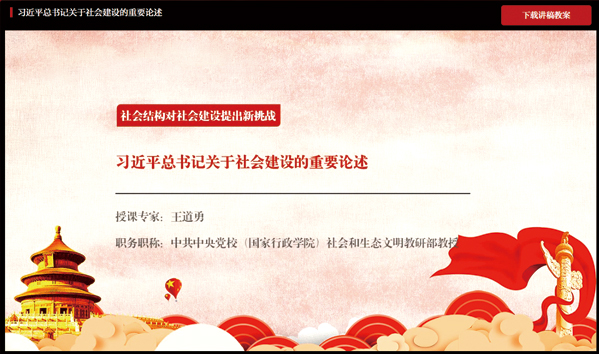 习近平总书记关于社会建设的重要论述
下载讲稿教案
社会结构对社会建设提出新挑战
习近平总书记关于社会建设的重要论述
授课专家：王道勇
职务职称：中共中央党校（国家行政学院）社会和生态文明教研部教授